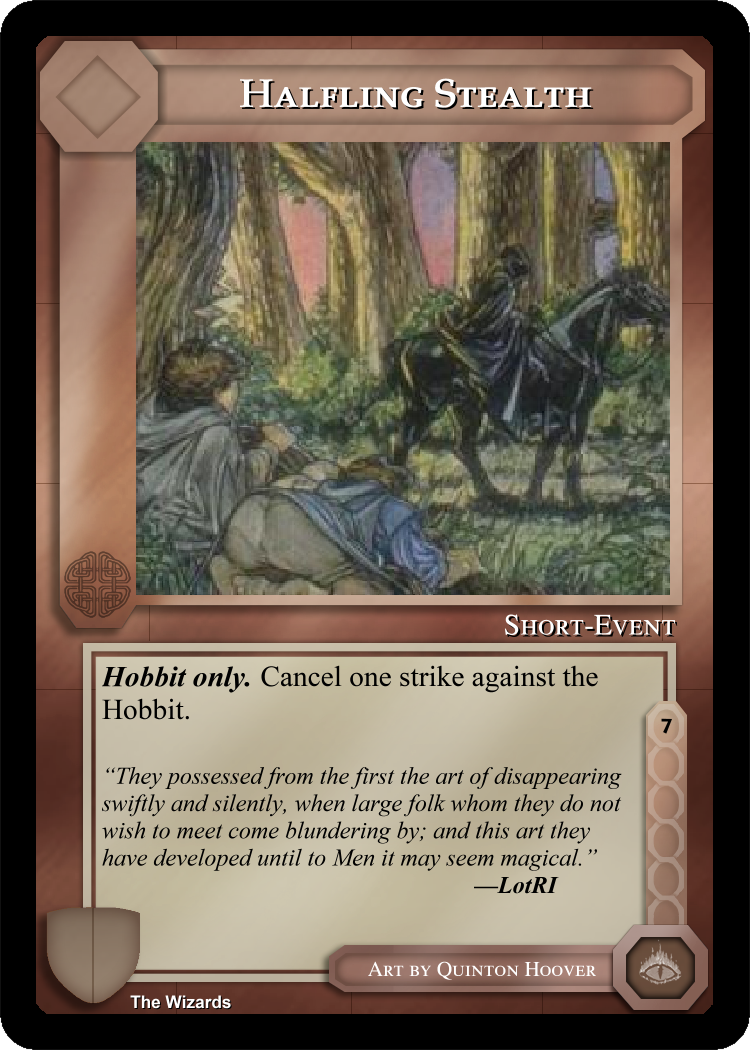 Halfling Stealth
Short-Event
Hobbit only. Cancel one strike against the
Hobbit.
7
“They possessed from the first the art of disappearing
swiftly and silently, when large folk whom they do not
wish to meet come blundering by; and this art they
have developed until to Men it may seem magical.”
—LotRI
Art by Quinton Hoover
The Wizards